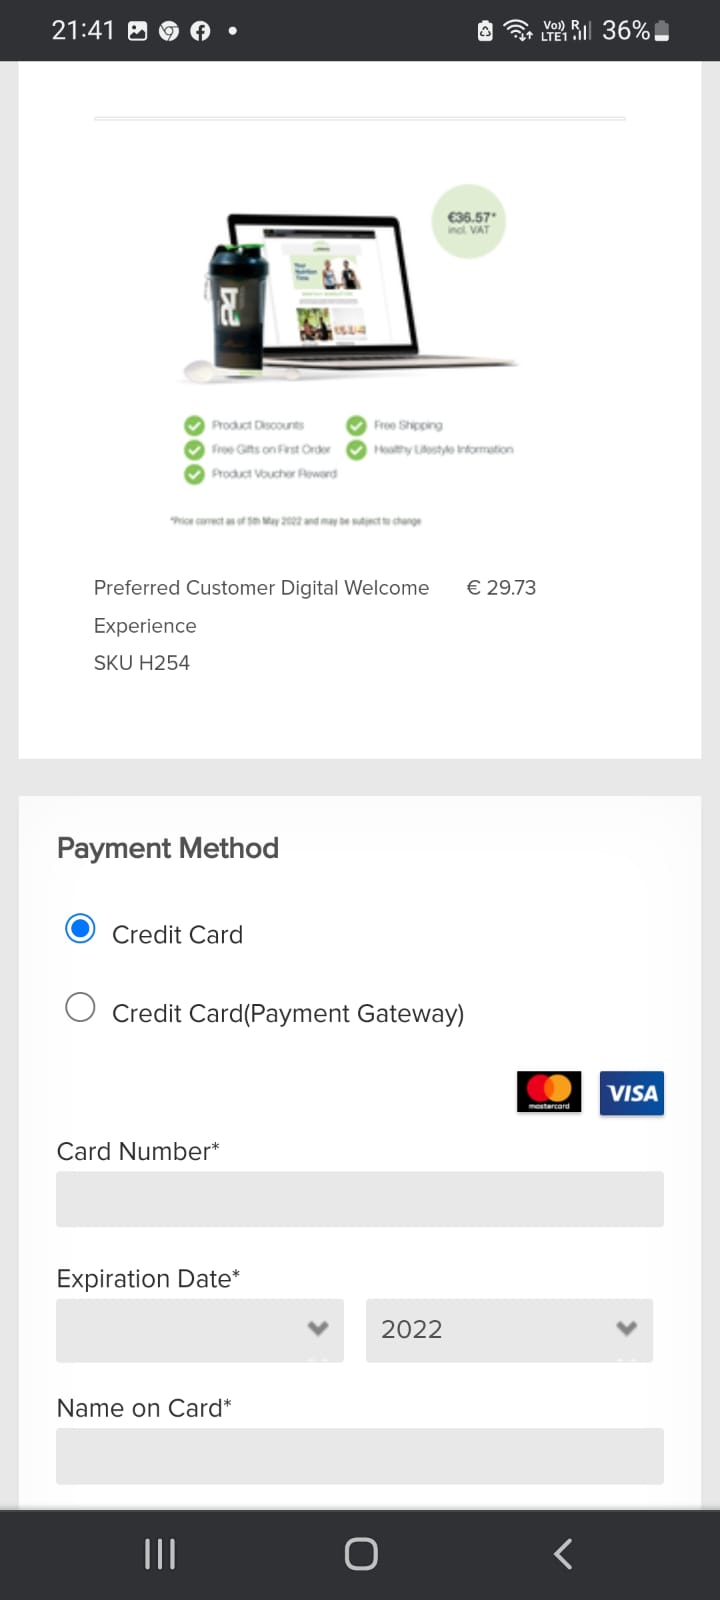 21:41
Vo)) R
LTE1
36%
€36.57*
incl. VAT
24
Product Discounts
Free Shipping
Free Gifts on First Order
Healthy Lifestyle Information
Product Voucher Reward
*Price correct as of 5th May 2022 and may be subject to change
Preferred Customer Digital Welcome € 29.73
Experience
SKU H254
Payment Method
Credit Card
Credit Card(Payment Gateway)
mastercard
VISA
Card Number*
Expiration Date*
2022
Name on Card*